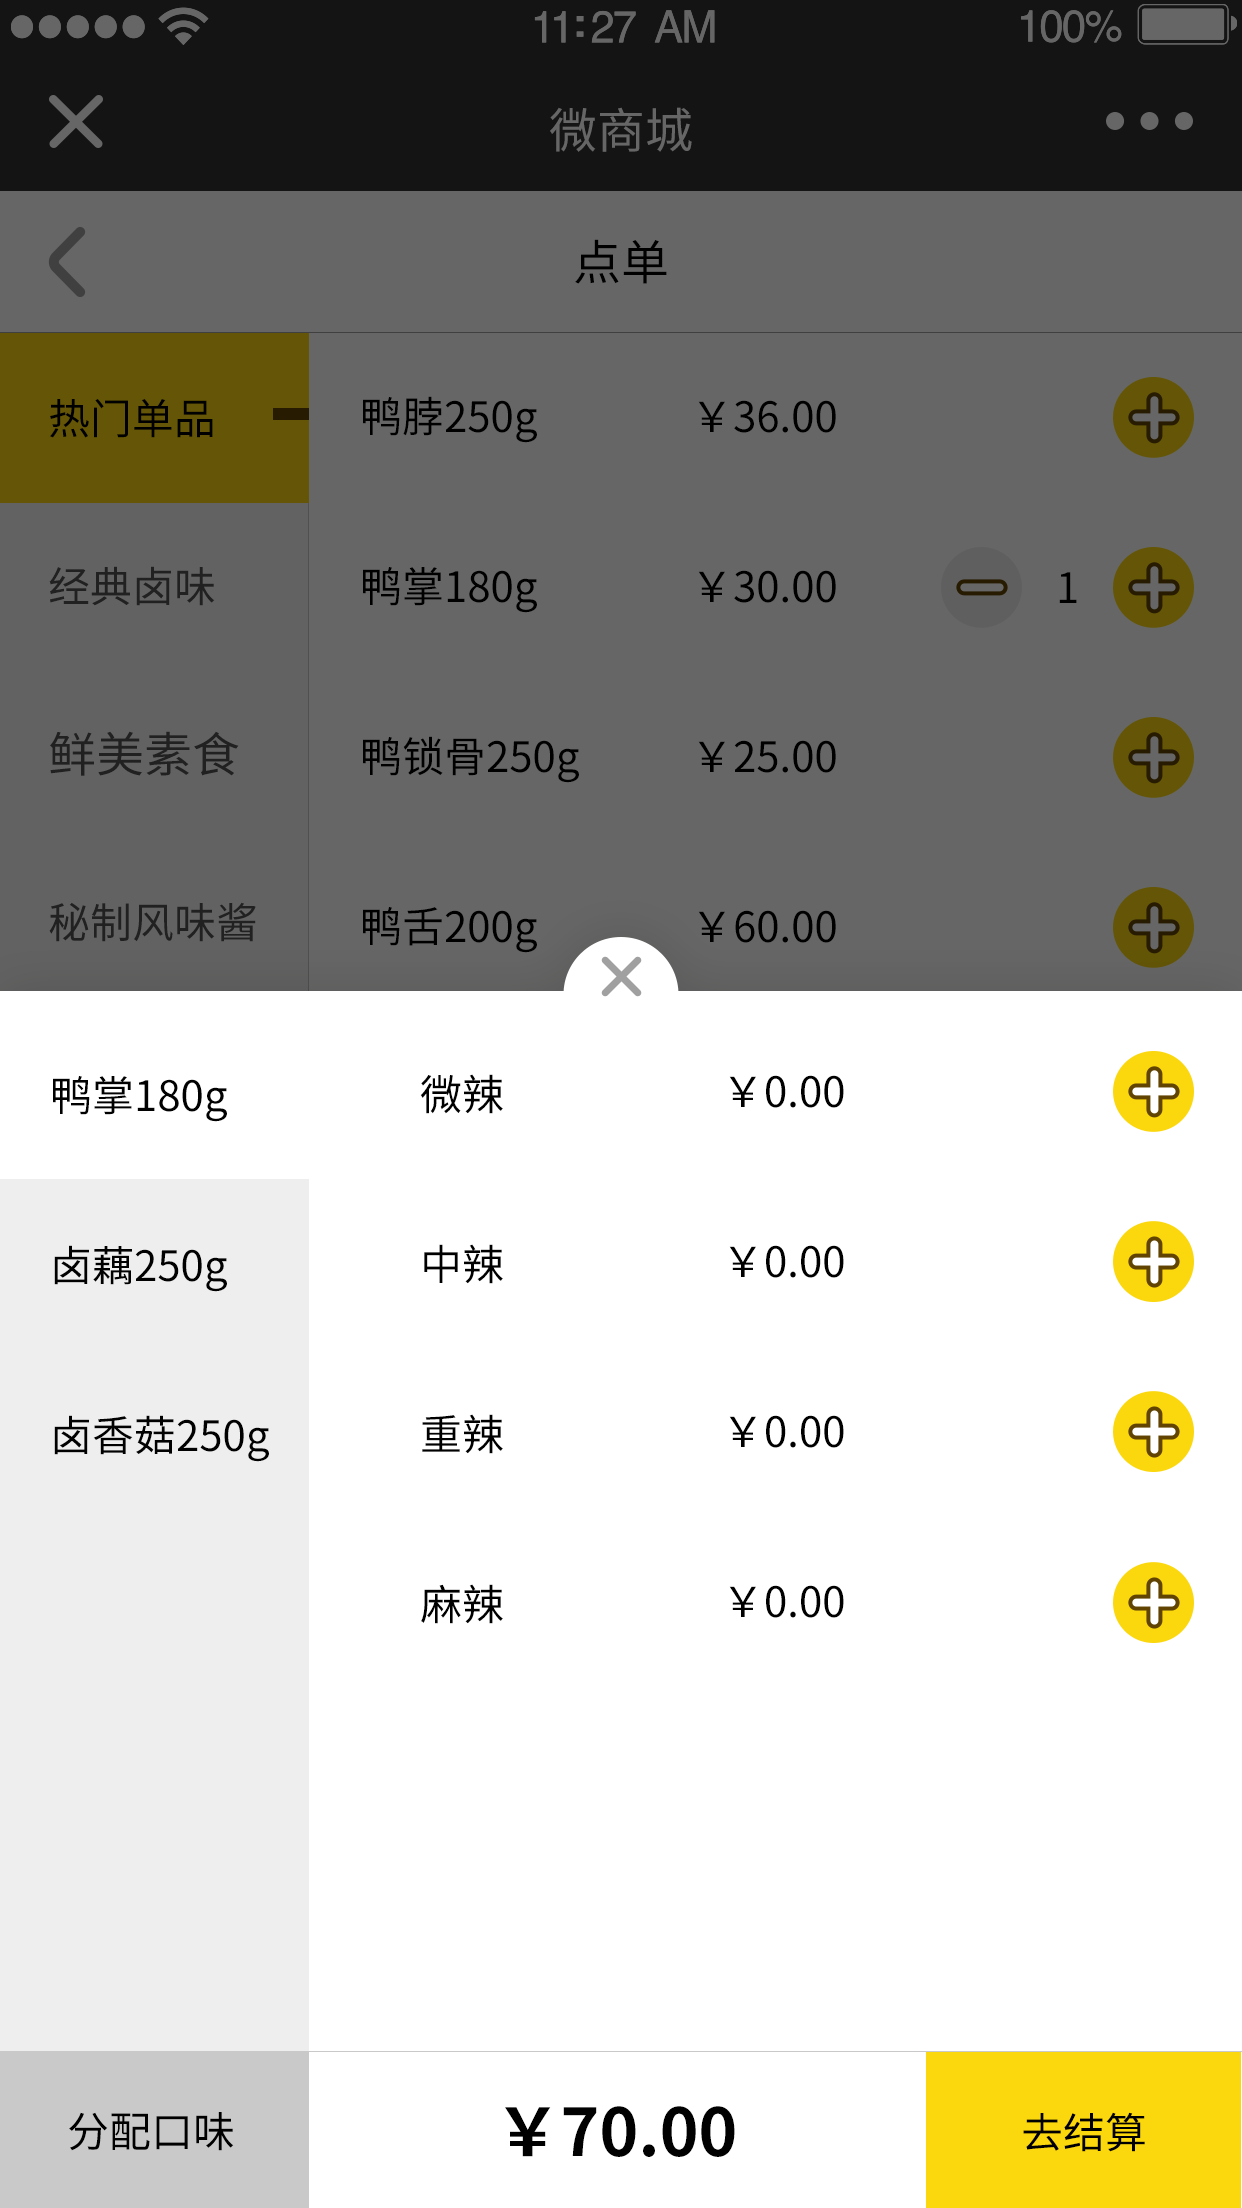 11:27 AM 100%
微商城
点单
热门单品 鸭脖250g ￥36.00
经典卤味 鸭掌180g ￥30.00 1
鲜美素食 鸭锁骨250g ￥25.00
秘制风味酱 鸭舌200g ￥60.00
鸭掌180g 微辣 ￥0.00
卤藕250g 中辣 ￥0.00
卤香菇250g 重辣 ￥0.00
麻辣 ￥0.00
分配口味 ￥70.00 去结算